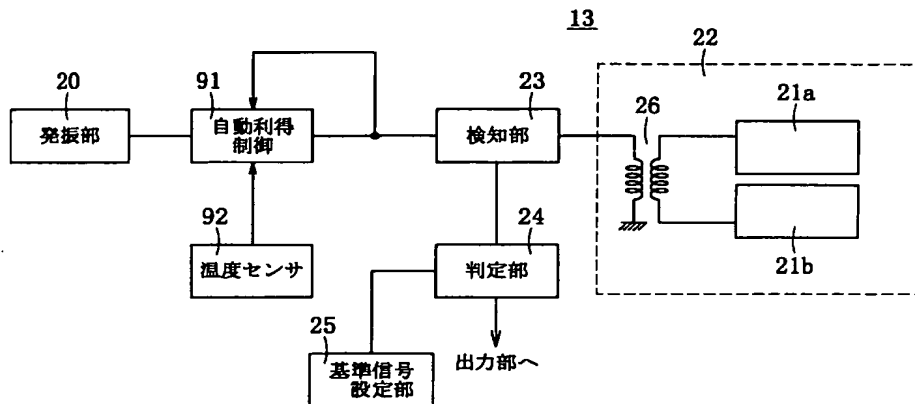 13
22
20
91
23
21a
発振部
自動利得
制御
検知部
26
92
24
温度センサ
判定部
21b
25
基準信号
設定部
出力部へ